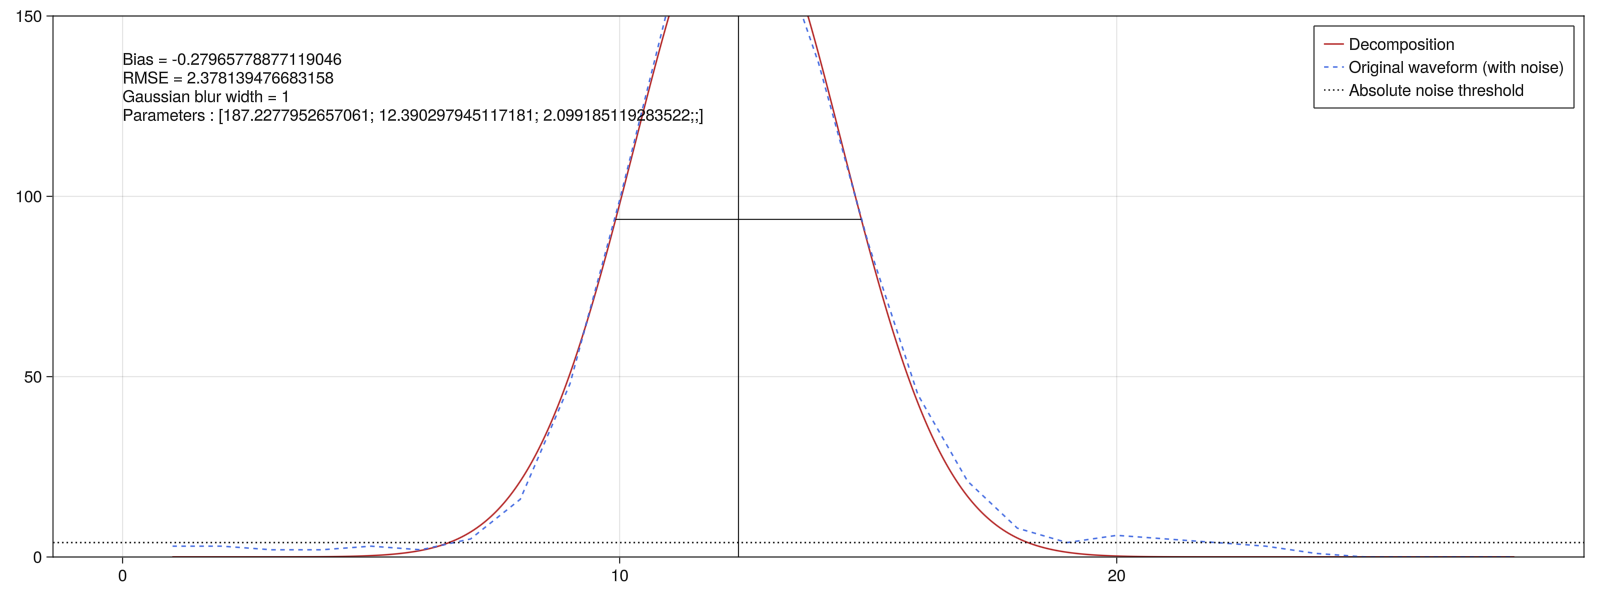 150
100
50
0
Bias = -0.27965778877119046
RMSE = 2.378139476683158
Gaussian blur width = 1
Parameters : [187.2277952657061; 12.390297945117181; 2.099185119283522;;]
Decomposition
Original waveform (with noise)
Absolute noise threshold
0 10 20